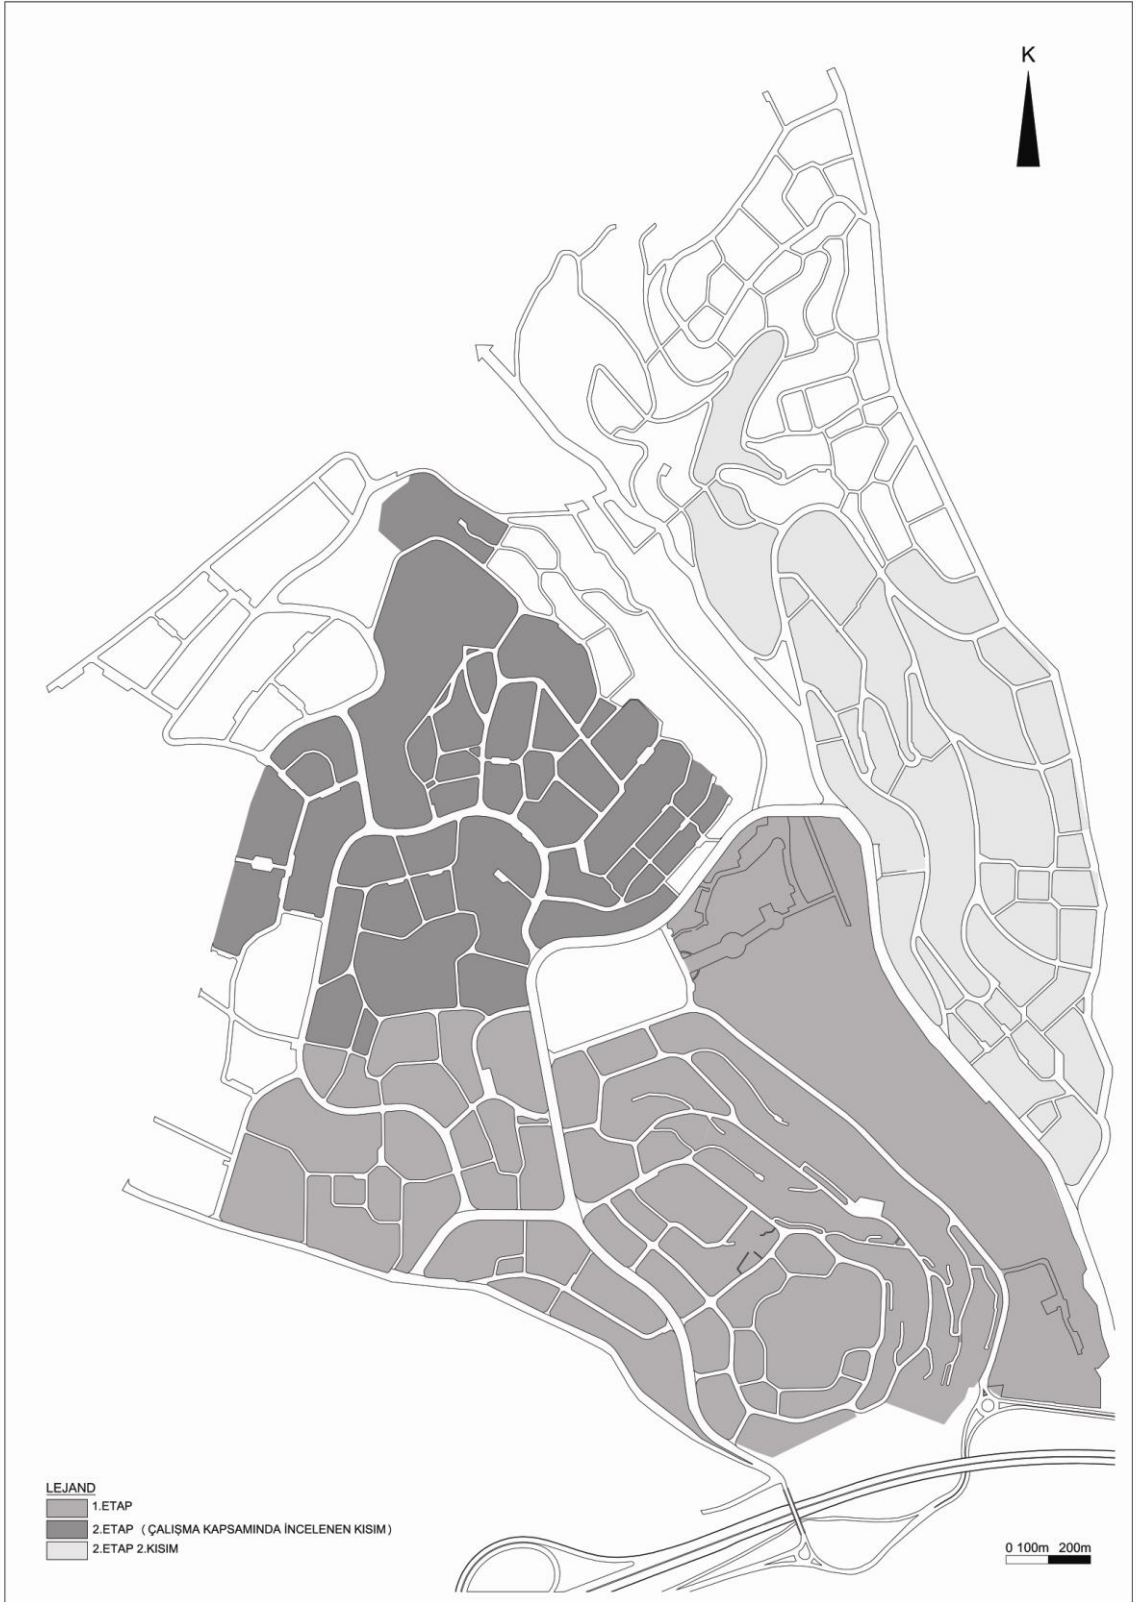 K
LEJAND
1.ETAP
2.ETAP ( ÇALIŞMA KAPSAMINDA İNCELENEN KISIM )
2.ETAP 2.KISIM
0 100m 200m